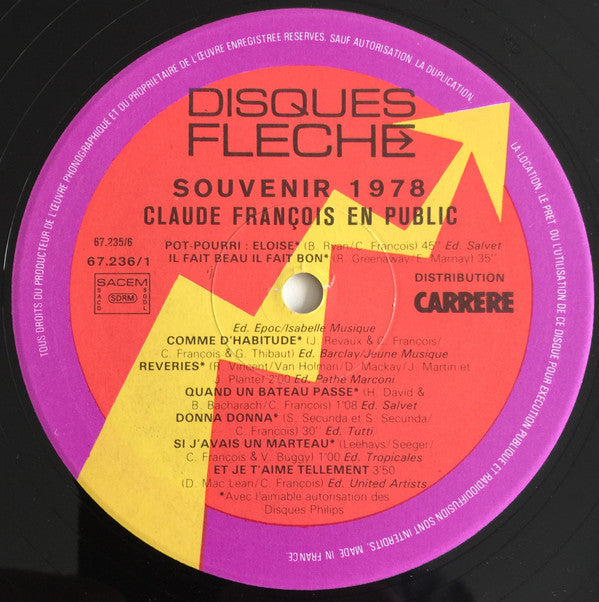 TOUS DROITS DU PRODUCTEUR DE L'ŒUVRE PHONOGRAPHIQUE ET DU PROPRIETAIRE DE L'ŒUVRE ENREGISTREE RESERVES. SAUF AUTORISATION LA DUPLICATION, LA LOCATION, LE PRET, OU L'UTILISATION DE CE DISQUE POUR EXECUTION PUBLIQUE ET RADIODIFFUSION SONT INTERDITS. MADE IN FRANCE.
DISQUES
FLECHE
SOUVENIR 1978
CLAUDE FRANÇOIS EN PUBLIC
67.235/6
67.236/1
SACEM
SACD SDRM SGDL
POT-POURRI : ELOISE* (B. Ryan/C. François) 45'' Ed. Salvet
IL FAIT BEAU IL FAIT BON* (R. Greenaway/E. Marnay) 35''
DISTRIBUTION
CARRERE
Ed. Epoc/Isabelle Musique
COMME D'HABITUDE* (J. Revaux & C. François/
C. François & G. Thibaut) Ed. Barclay/Jeune Musique
REVERIES* (R. Vincent/Van Holman/D. Mackay/J. Martin et
J. Plante) 2'00 Ed. Pathé Marconi
QUAND UN BATEAU PASSE* (H. David &
B. Bacharach/C. François) 1'08 Ed. Salvet
DONNA DONNA* (S. Secunda et S. Secunda/
C. François) 30'' Ed. Tutti
SI J'AVAIS UN MARTEAU* (Leehays/Seeger/
C. François & V. Buggy) 1'00 Ed. Tropicales
ET JE T'AIME TELLEMENT 3'50
(D. Mac Lean/C. François) Ed. United Artists
*Avec l'aimable autorisation des
Disques Philips